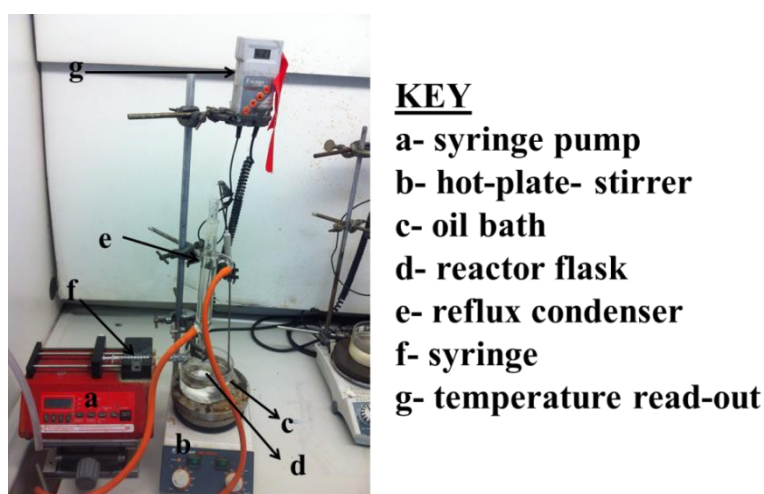 g
e
f
a
b
c
d
KEY
a- syringe pump
b- hot-plate- stirrer
c- oil bath
d- reactor flask
e- reflux condenser
f- syringe
g- temperature read-out